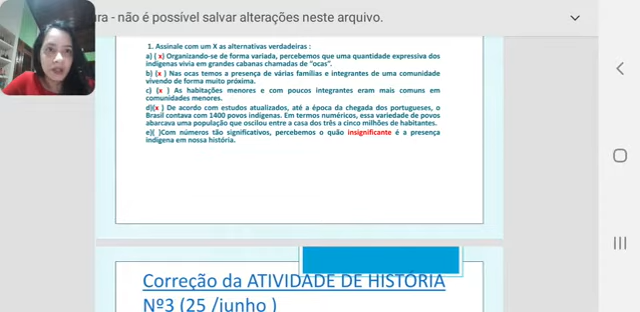 ura - não é possível salvar alterações neste arquivo.
1. Assinale com um X as alternativas verdadeiras :
a) ( x) Organizando-se de forma variada, percebemos que uma quantidade expressiva dos
indígenas vivia em grandes cabanas chamadas de "ocas".
b) (x ) Nas ocas temos a presença de várias famílias e integrantes de uma comunidade
vivendo de forma muito próxima.
c) (x ) As habitações menores e com poucos integrantes eram mais comuns em
comunidades menores.
d)(x ) De acordo com estudos atualizados, até a época da chegada dos portugueses, o
Brasil contava com 1400 povos indígenas. Em termos numéricos, essa variedade de povos
abarcava uma população que oscilou entre a casa dos três a cinco milhões de habitantes.
e)( )Com números tão significativos, percebemos o quão insignificante é a presença
indígena em nossa história.
Correção da ATIVIDADE DE HISTÓRIA
Nº3 (25 /junho )